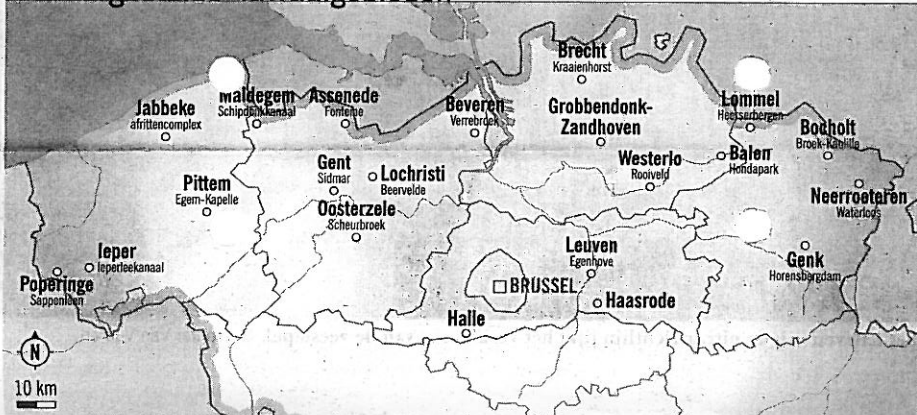 Brecht
Kraaienhorst
Maldegem
Schipdonkkanaal
Assenede
Fonteine
Beveren
Verrebroek
Grobbendonk-
Zandhoven
Lommel
Heeserbergen
Jabbeke
afrittencomplex
Bocholt
Broek-Kaulille
Gent
Sidmar
Lochristi
Beervelde
Westerlo
Rooiveld
Balen
Hondapark
Pittem
Egem-Kapelle
Oosterzele
Scheurbroek
Neerroeteren
Waterloos
Ieper
Ieperleekanaal
Leuven
Egenhove
Genk
Horensbergdam
Poperinge
Sappenleen
BRUSSEL
Haasrode
Halle
N
10 km